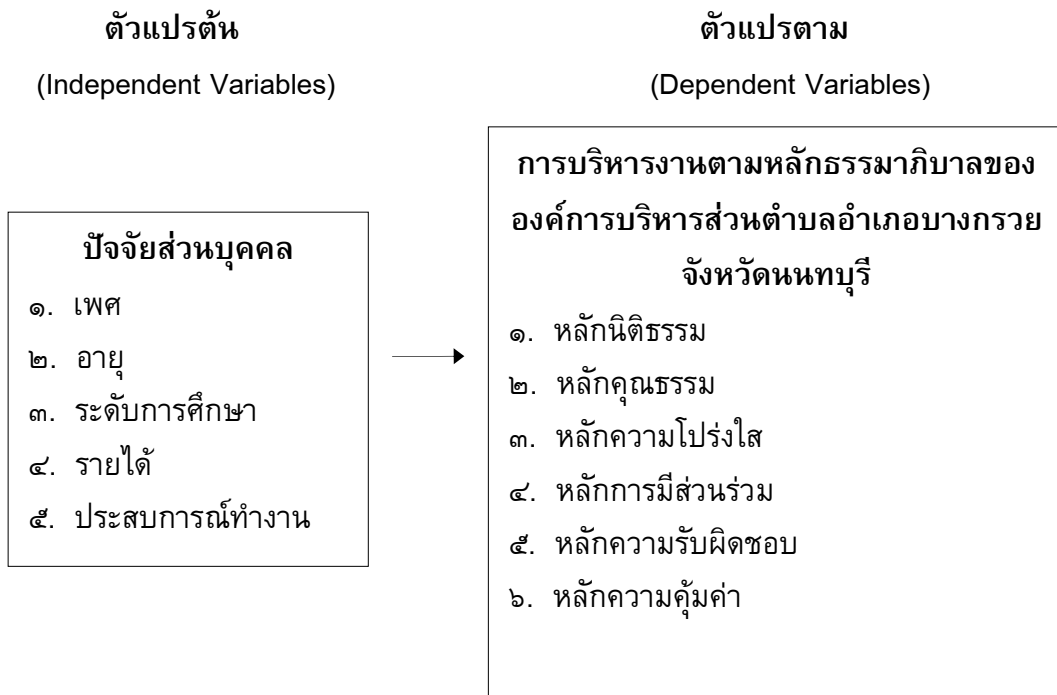 ตัวแปรต้น
(Independent Variables)
ปัจจัยส่วนบุคคล
๑. เพศ
๒. อายุ
๓. ระดับการศึกษา
๔. รายได้
๕. ประสบการณ์ทำงาน
ตัวแปรตาม
(Dependent Variables)
การบริหารงานตามหลักธรรมาภิบาลของ
องค์การบริหารส่วนตำบลอำเภอบางกรวย
จังหวัดนนทบุรี
๑. หลักนิติธรรม
๒. หลักคุณธรรม
๓. หลักความโปร่งใส
๔. หลักการมีส่วนร่วม
๕. หลักความรับผิดชอบ
๖. หลักความคุ้มค่า